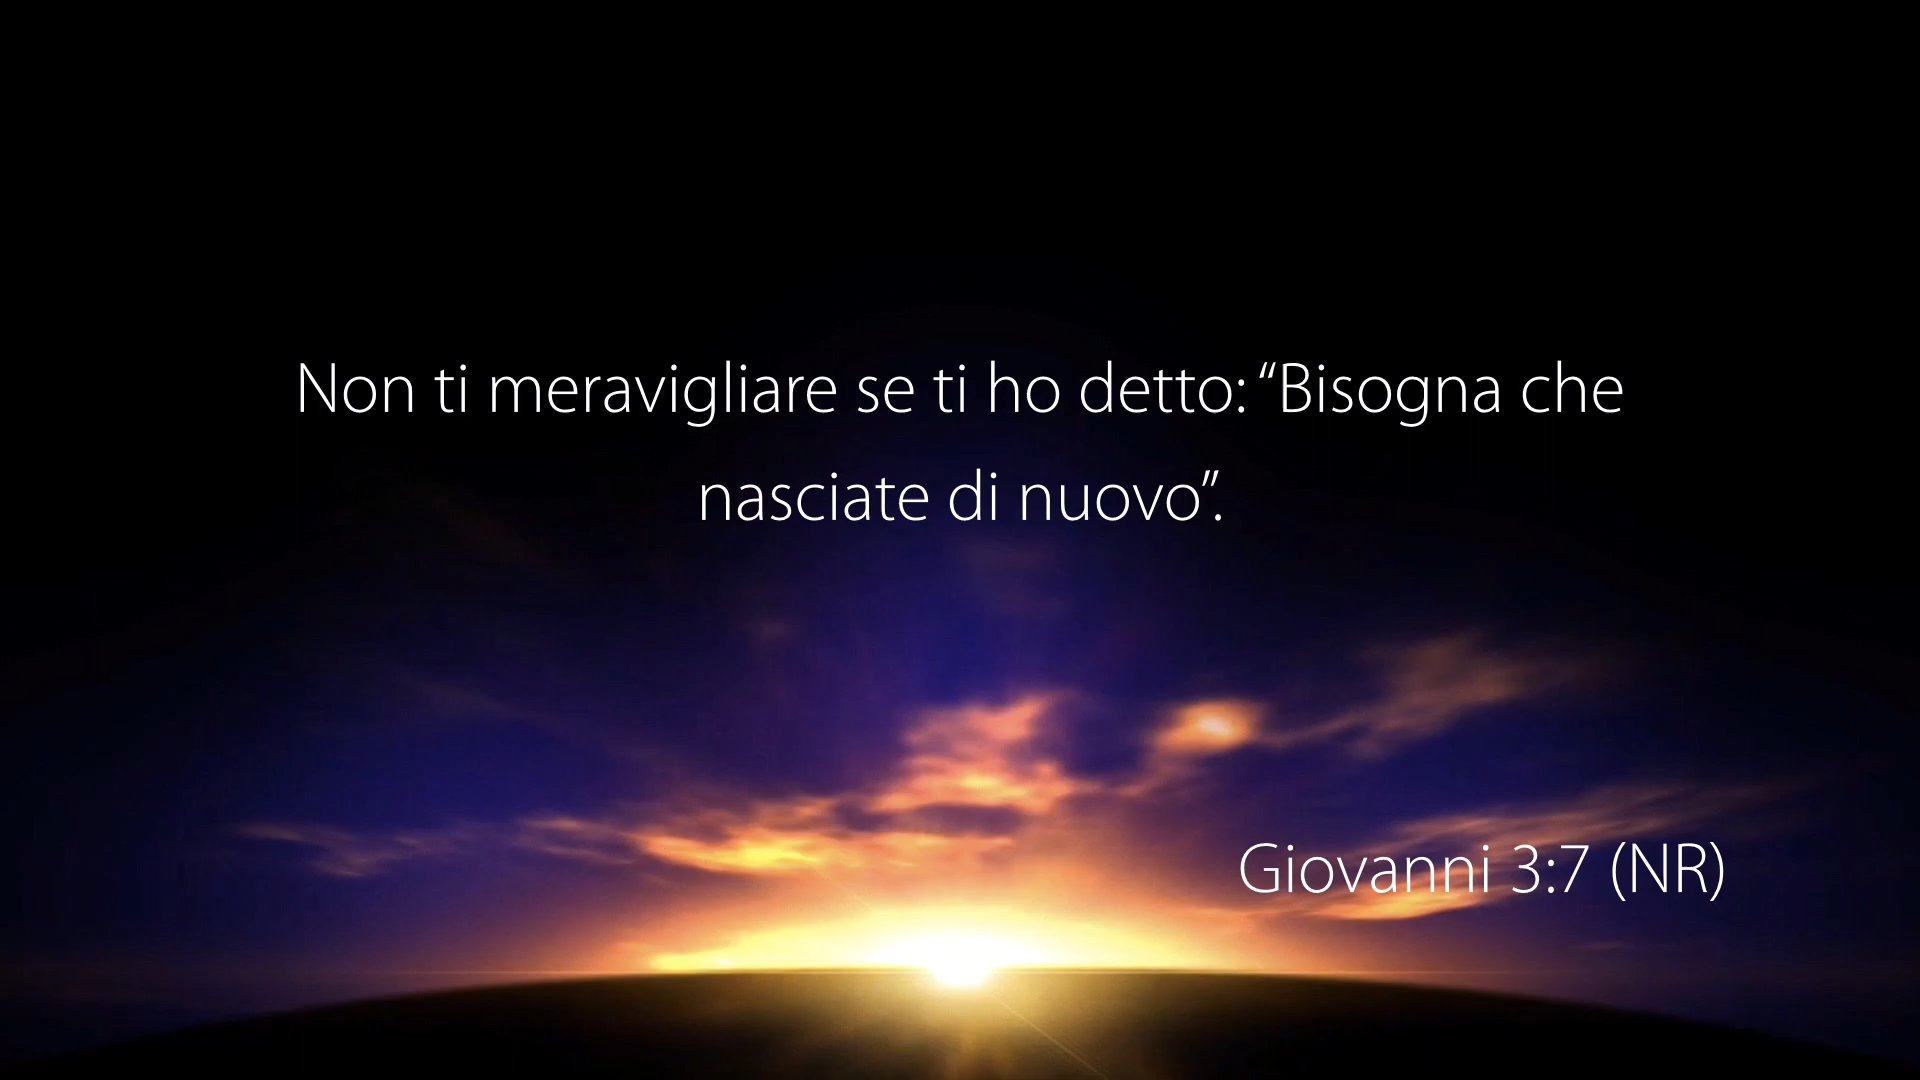 Non ti meravigliare se ti ho detto: “Bisogna che
nasciate di nuovo”.
Giovanni 3:7 (NR)